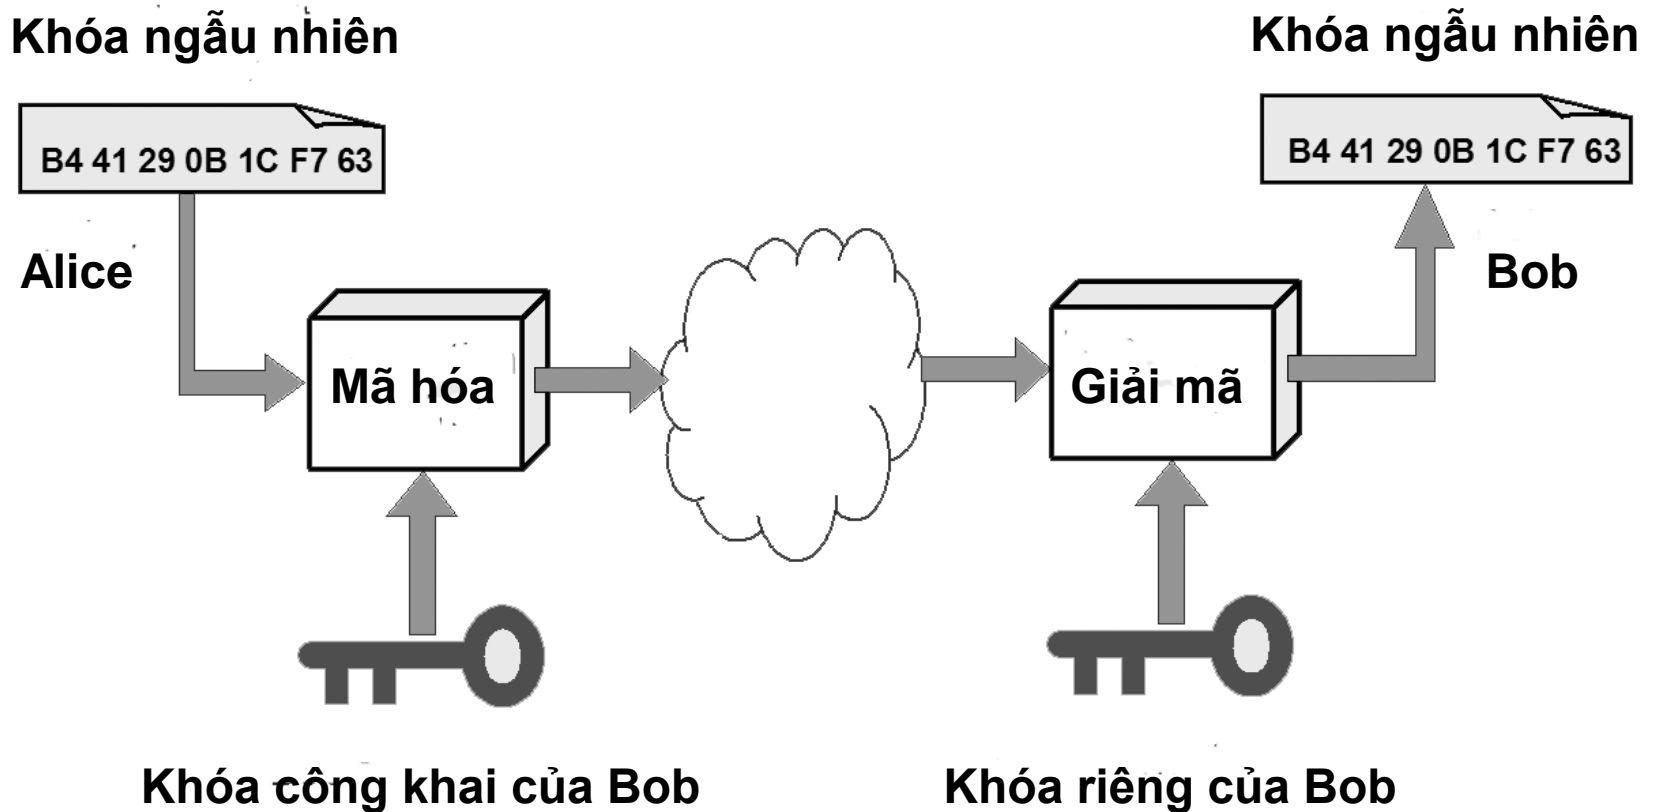 Khóa ngẫu nhiên
Khóa ngẫu nhiên
B4 41 29 0B 1C F7 63
B4 41 29 0B 1C F7 63
Alice
Bob
Mã hóa
Giải mã
Khóa công khai của Bob
Khóa riêng của Bob